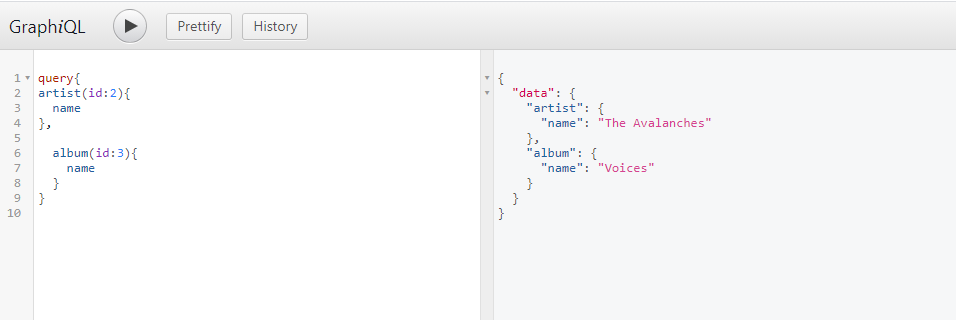 GraphiQL
Prettify
History
1 query{
2 artist(id:2){
3   name
4 },
5
6   album(id:3){
7     name
8   }
9 }
10
{
  "data": {
    "artist": {
      "name": "The Avalanches"
    },
    "album": {
      "name": "Voices"
    }
  }
}